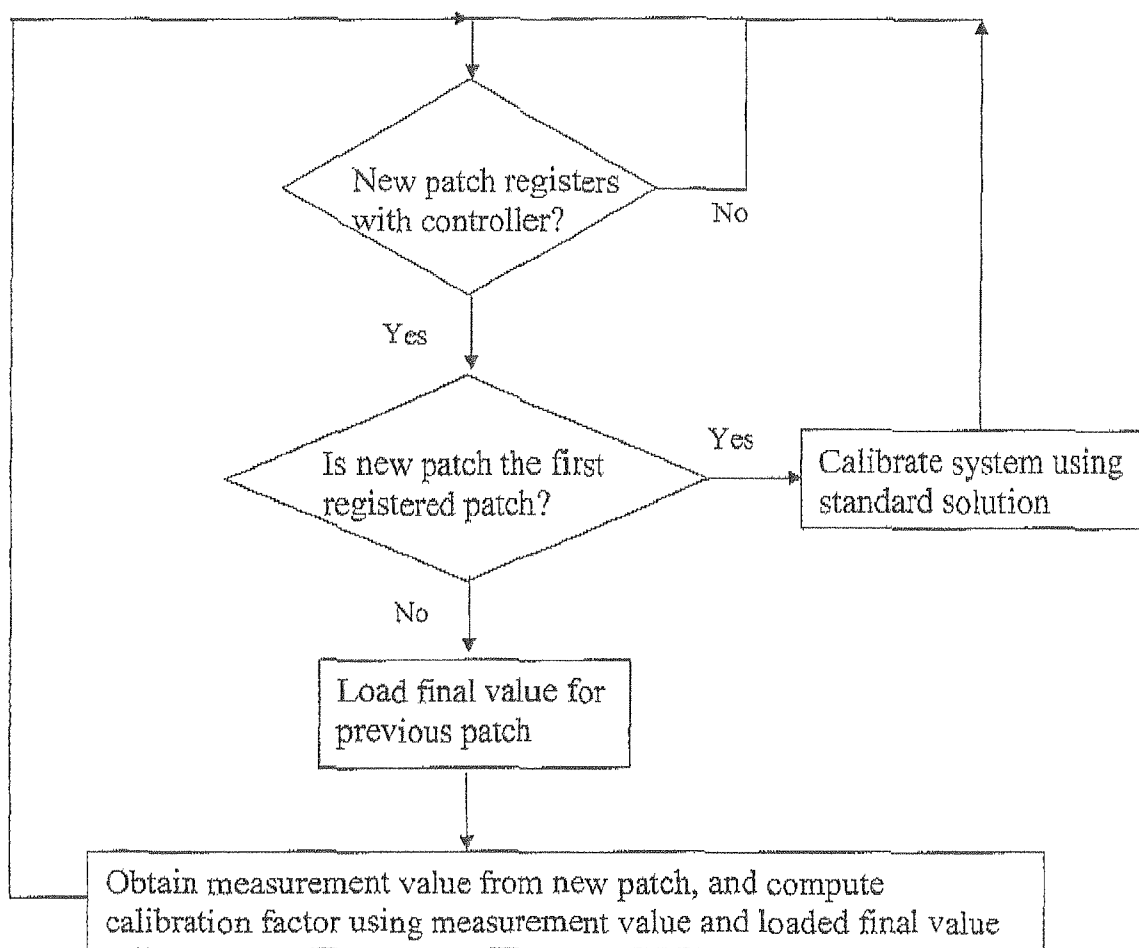 New patch registers
with controller?
No
Yes
Is new patch the first
registered patch?
Yes
Calibrate system using
standard solution
No
Load final value for
previous patch
Obtain measurement value from new patch, and compute
calibration factor using measurement value and loaded final value